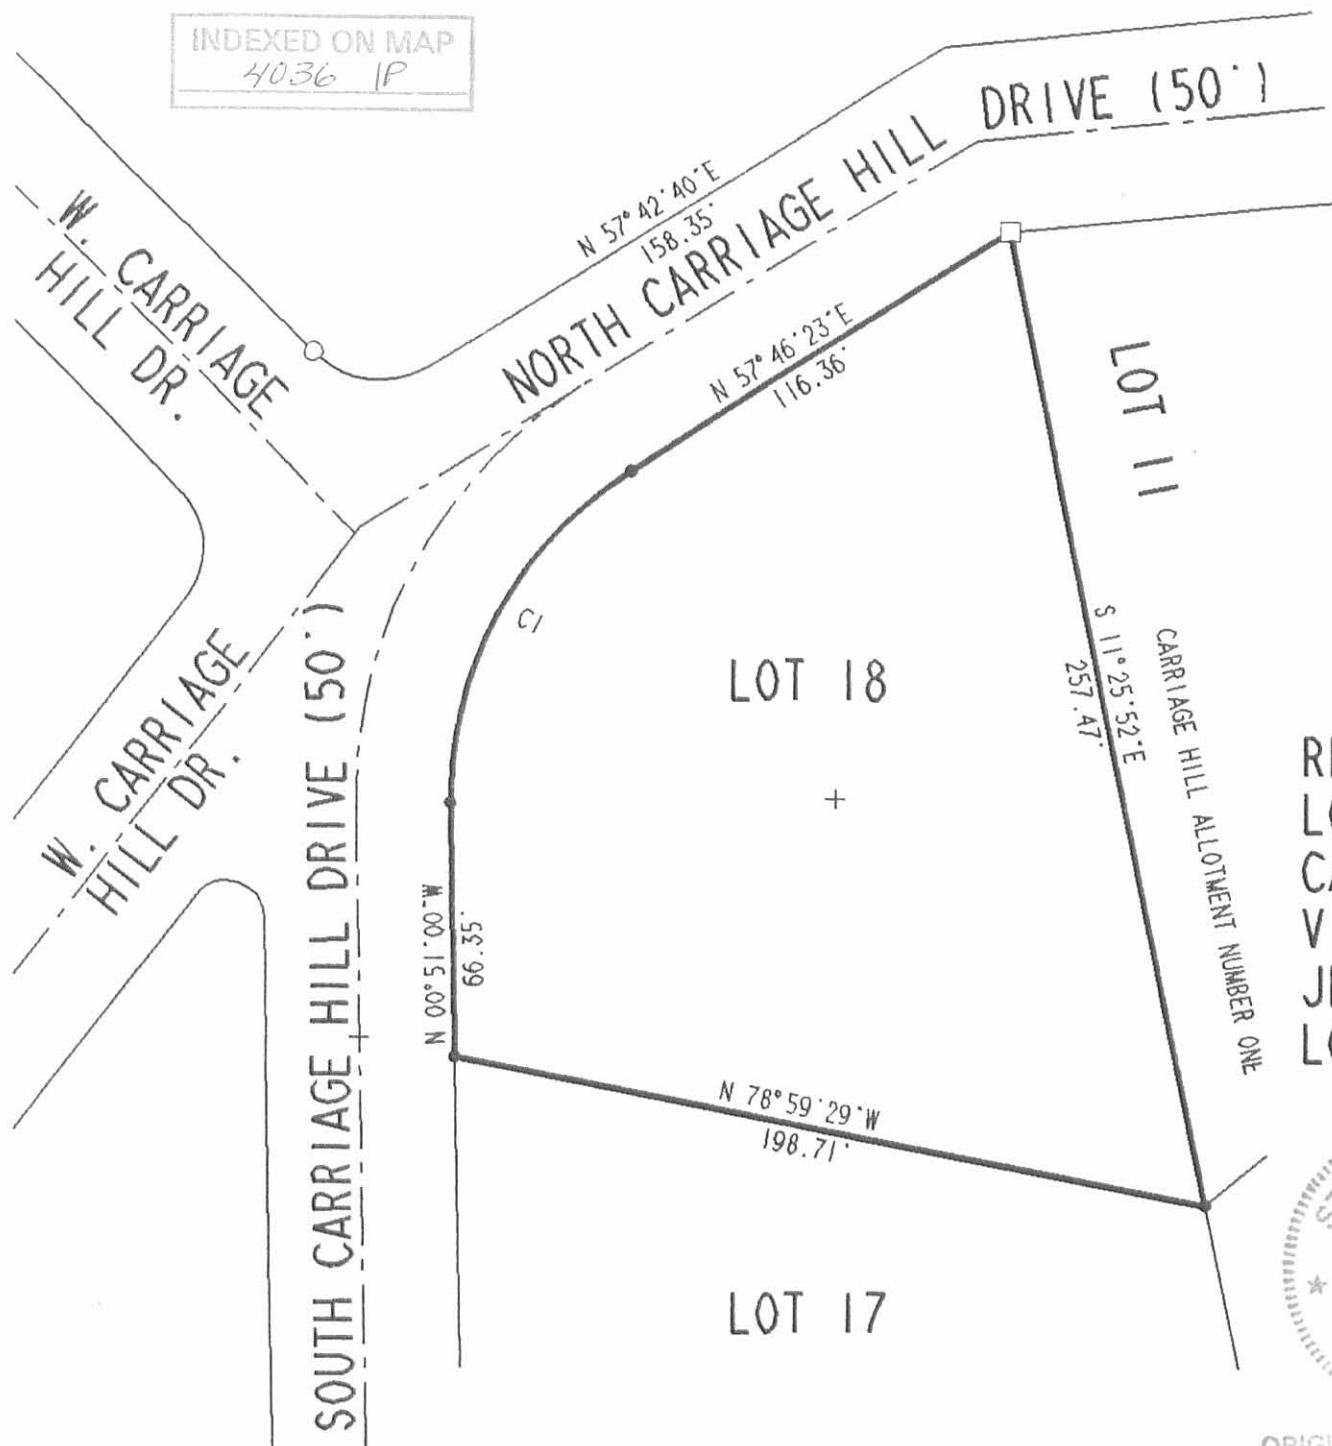 INDEXED ON MAP
4036 IP
DRIVE (50')
NORTH CARRIAGE HILL
N 57° 42' 40"E
158.35'
W. CARRIAGE
HILL DR.
N 57° 46' 23"E
116.36'
LOT 11
C1
LOT 18
S 11° 25' 52"E
257.47'
CARRIAGE HILL ALLOTMENT NUMBER ONE
W. CARRIAGE
HILL DR.
SOUTH CARRIAGE HILL DRIVE (50')
N 00° 51' 00"W
66.35'
N 78° 59' 29"W
198.71'
LOT 17